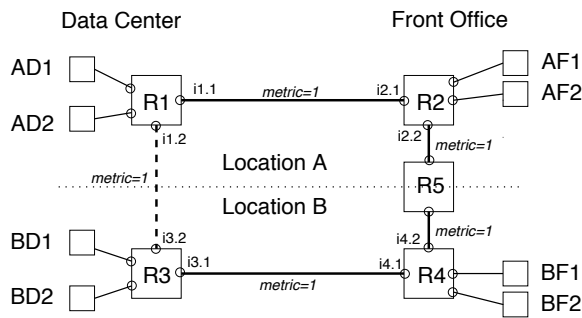 Data Center Front Office
AD1 AF1
R1 i1.1 i2.1 R2
metric=1 AF2
AD2
i1.2 i2.2
metric=1
Location A
metric=1 R5
Location B
BD1 i3.2 i4.2 metric=1
R3 i3.1 i4.1 R4 BF1
metric=1
BD2 BF2